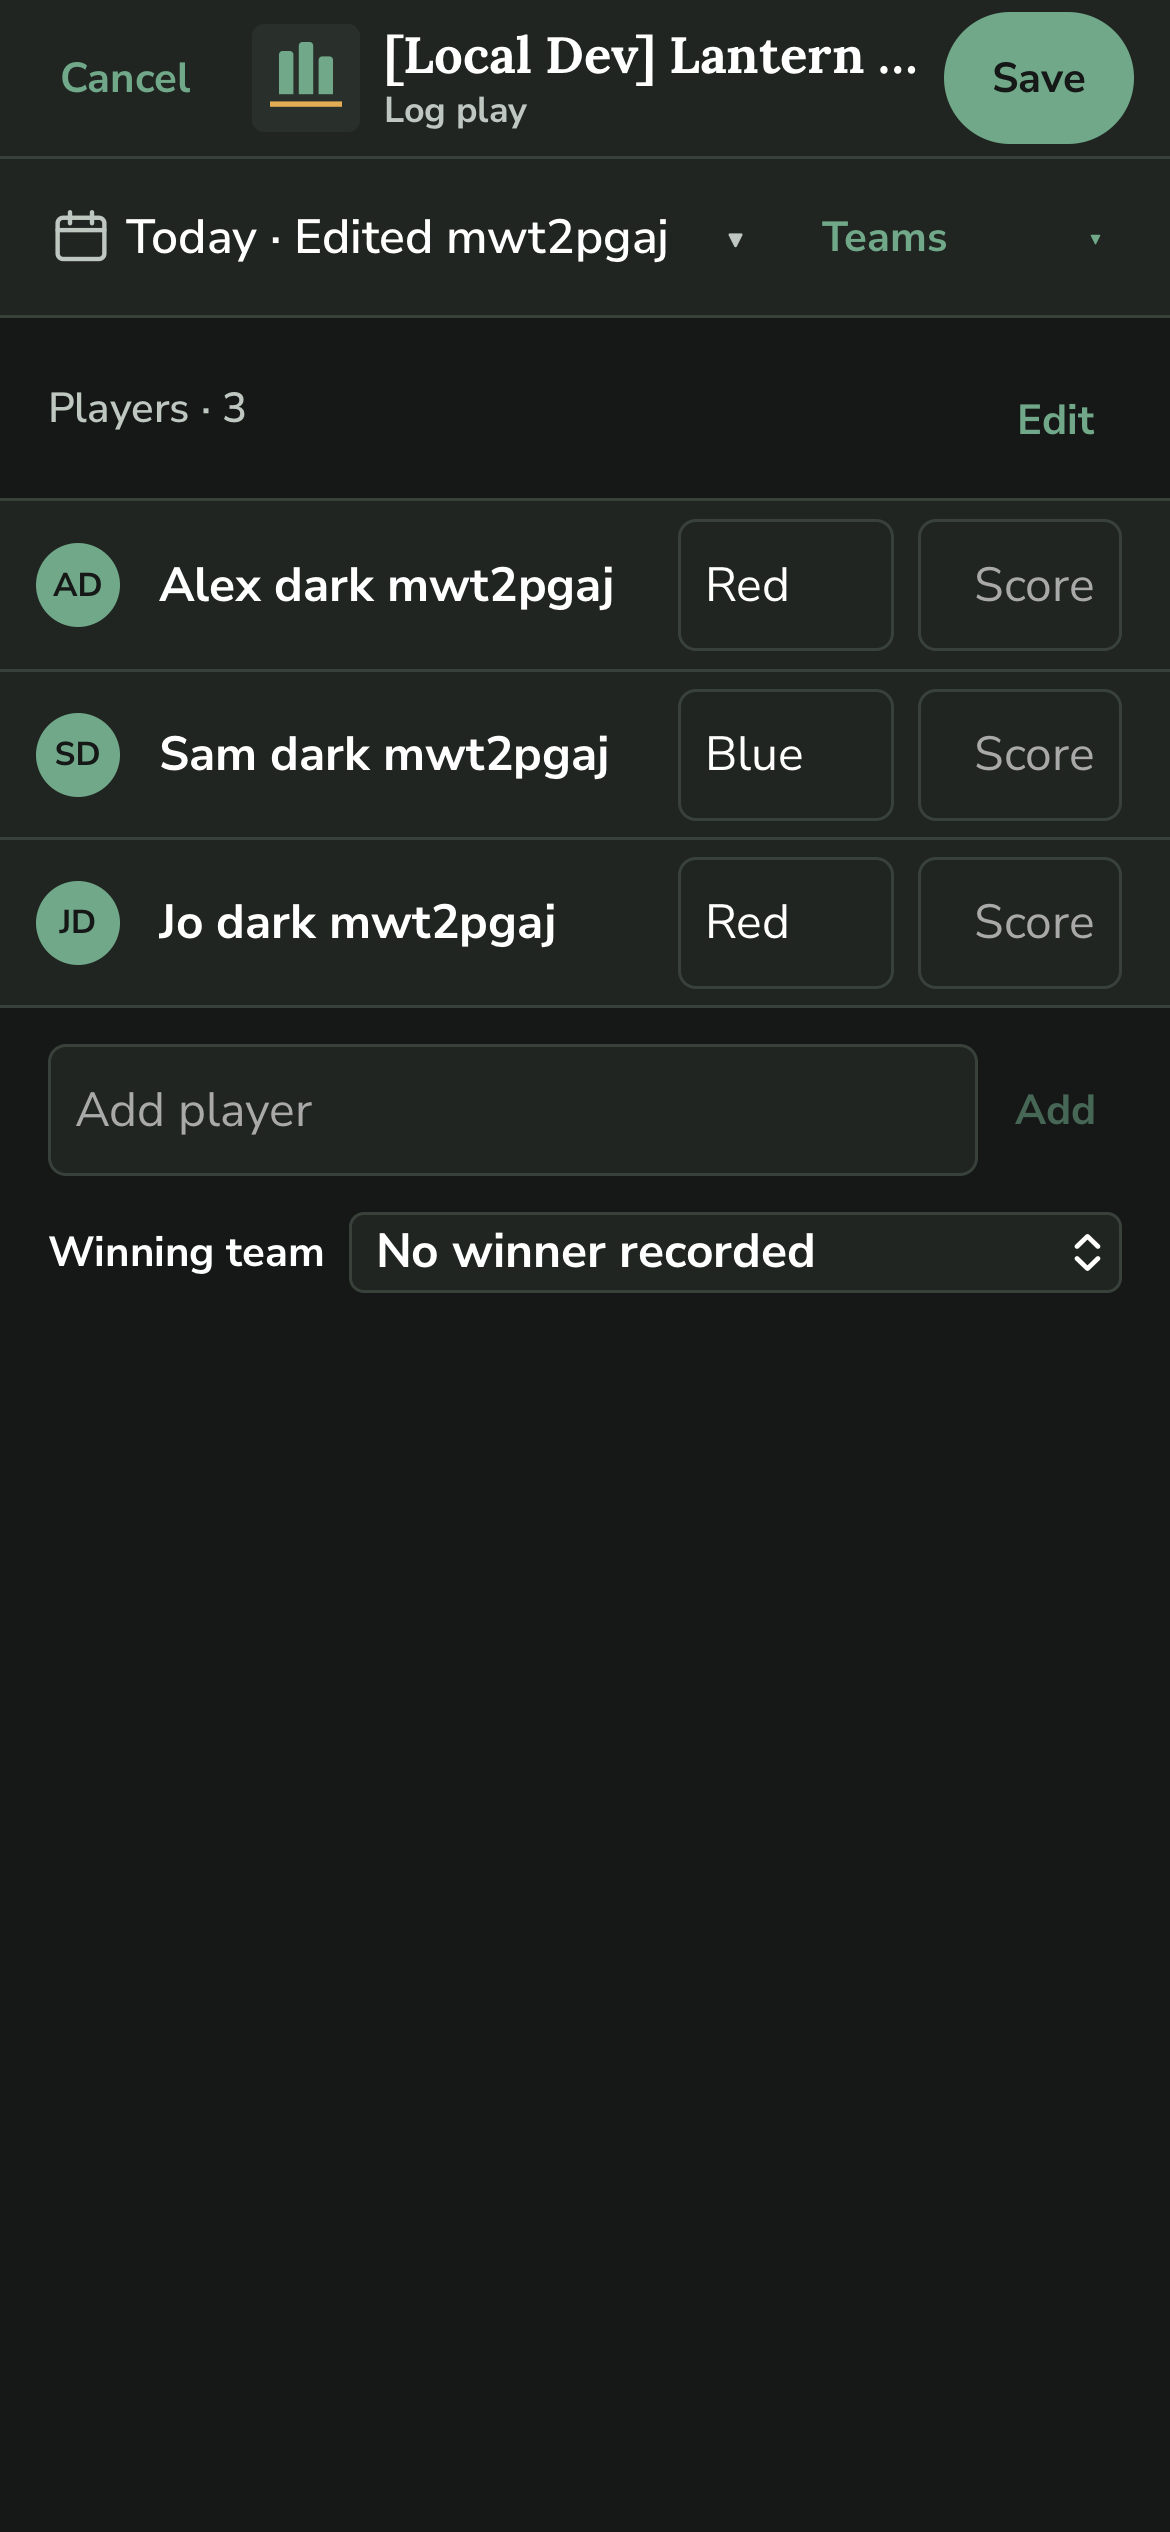 Cancel
[Local Dev] Lantern ...
Log play
Save
Today · Edited mwt2pgaj
Teams
Players · 3
Edit
AD
Alex dark mwt2pgaj
Red
Score
SD
Sam dark mwt2pgaj
Blue
Score
JD
Jo dark mwt2pgaj
Red
Score
Add player
Add
Winning team
No winner recorded